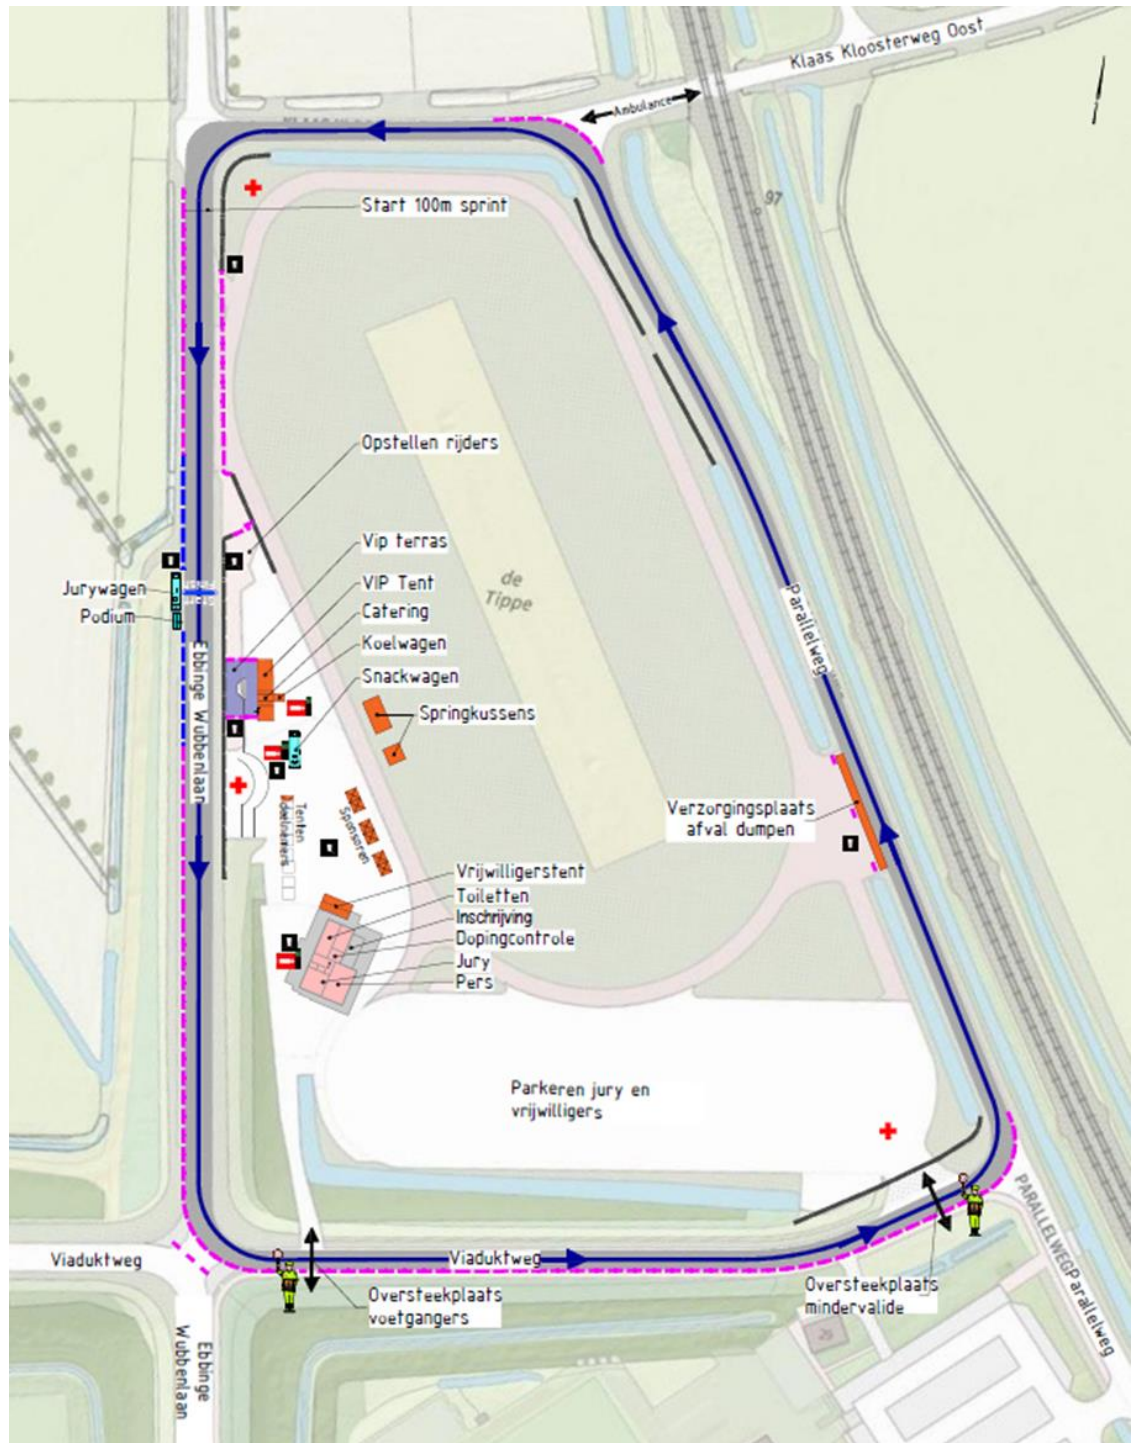 Klaas Kloosterweg Oost
Ambulance
97
Start 100m sprint
Opstellen rijders
Vip terras
de
Tippe
VIP Tent
Jurywagen
Catering
Podium
Koelwagen
Parallelweg
Snackwagen
Ebbinge Wubbenlaan
Springkussens
Verzorgingsplaats
afval dumpen
Tenten
deelnemers
Sponsoren
Vrijwilligerstent
Toiletten
Inschrijving
Dopingcontrole
Jury
Pers
Parkeren jury en
vrijwilligers
PARALLELWEG
Parallelweg
Viaduktweg
Viaduktweg
Oversteekplaats
voetgangers
Oversteekplaats
mindervalide
Ebbinge
Wubbenlaan